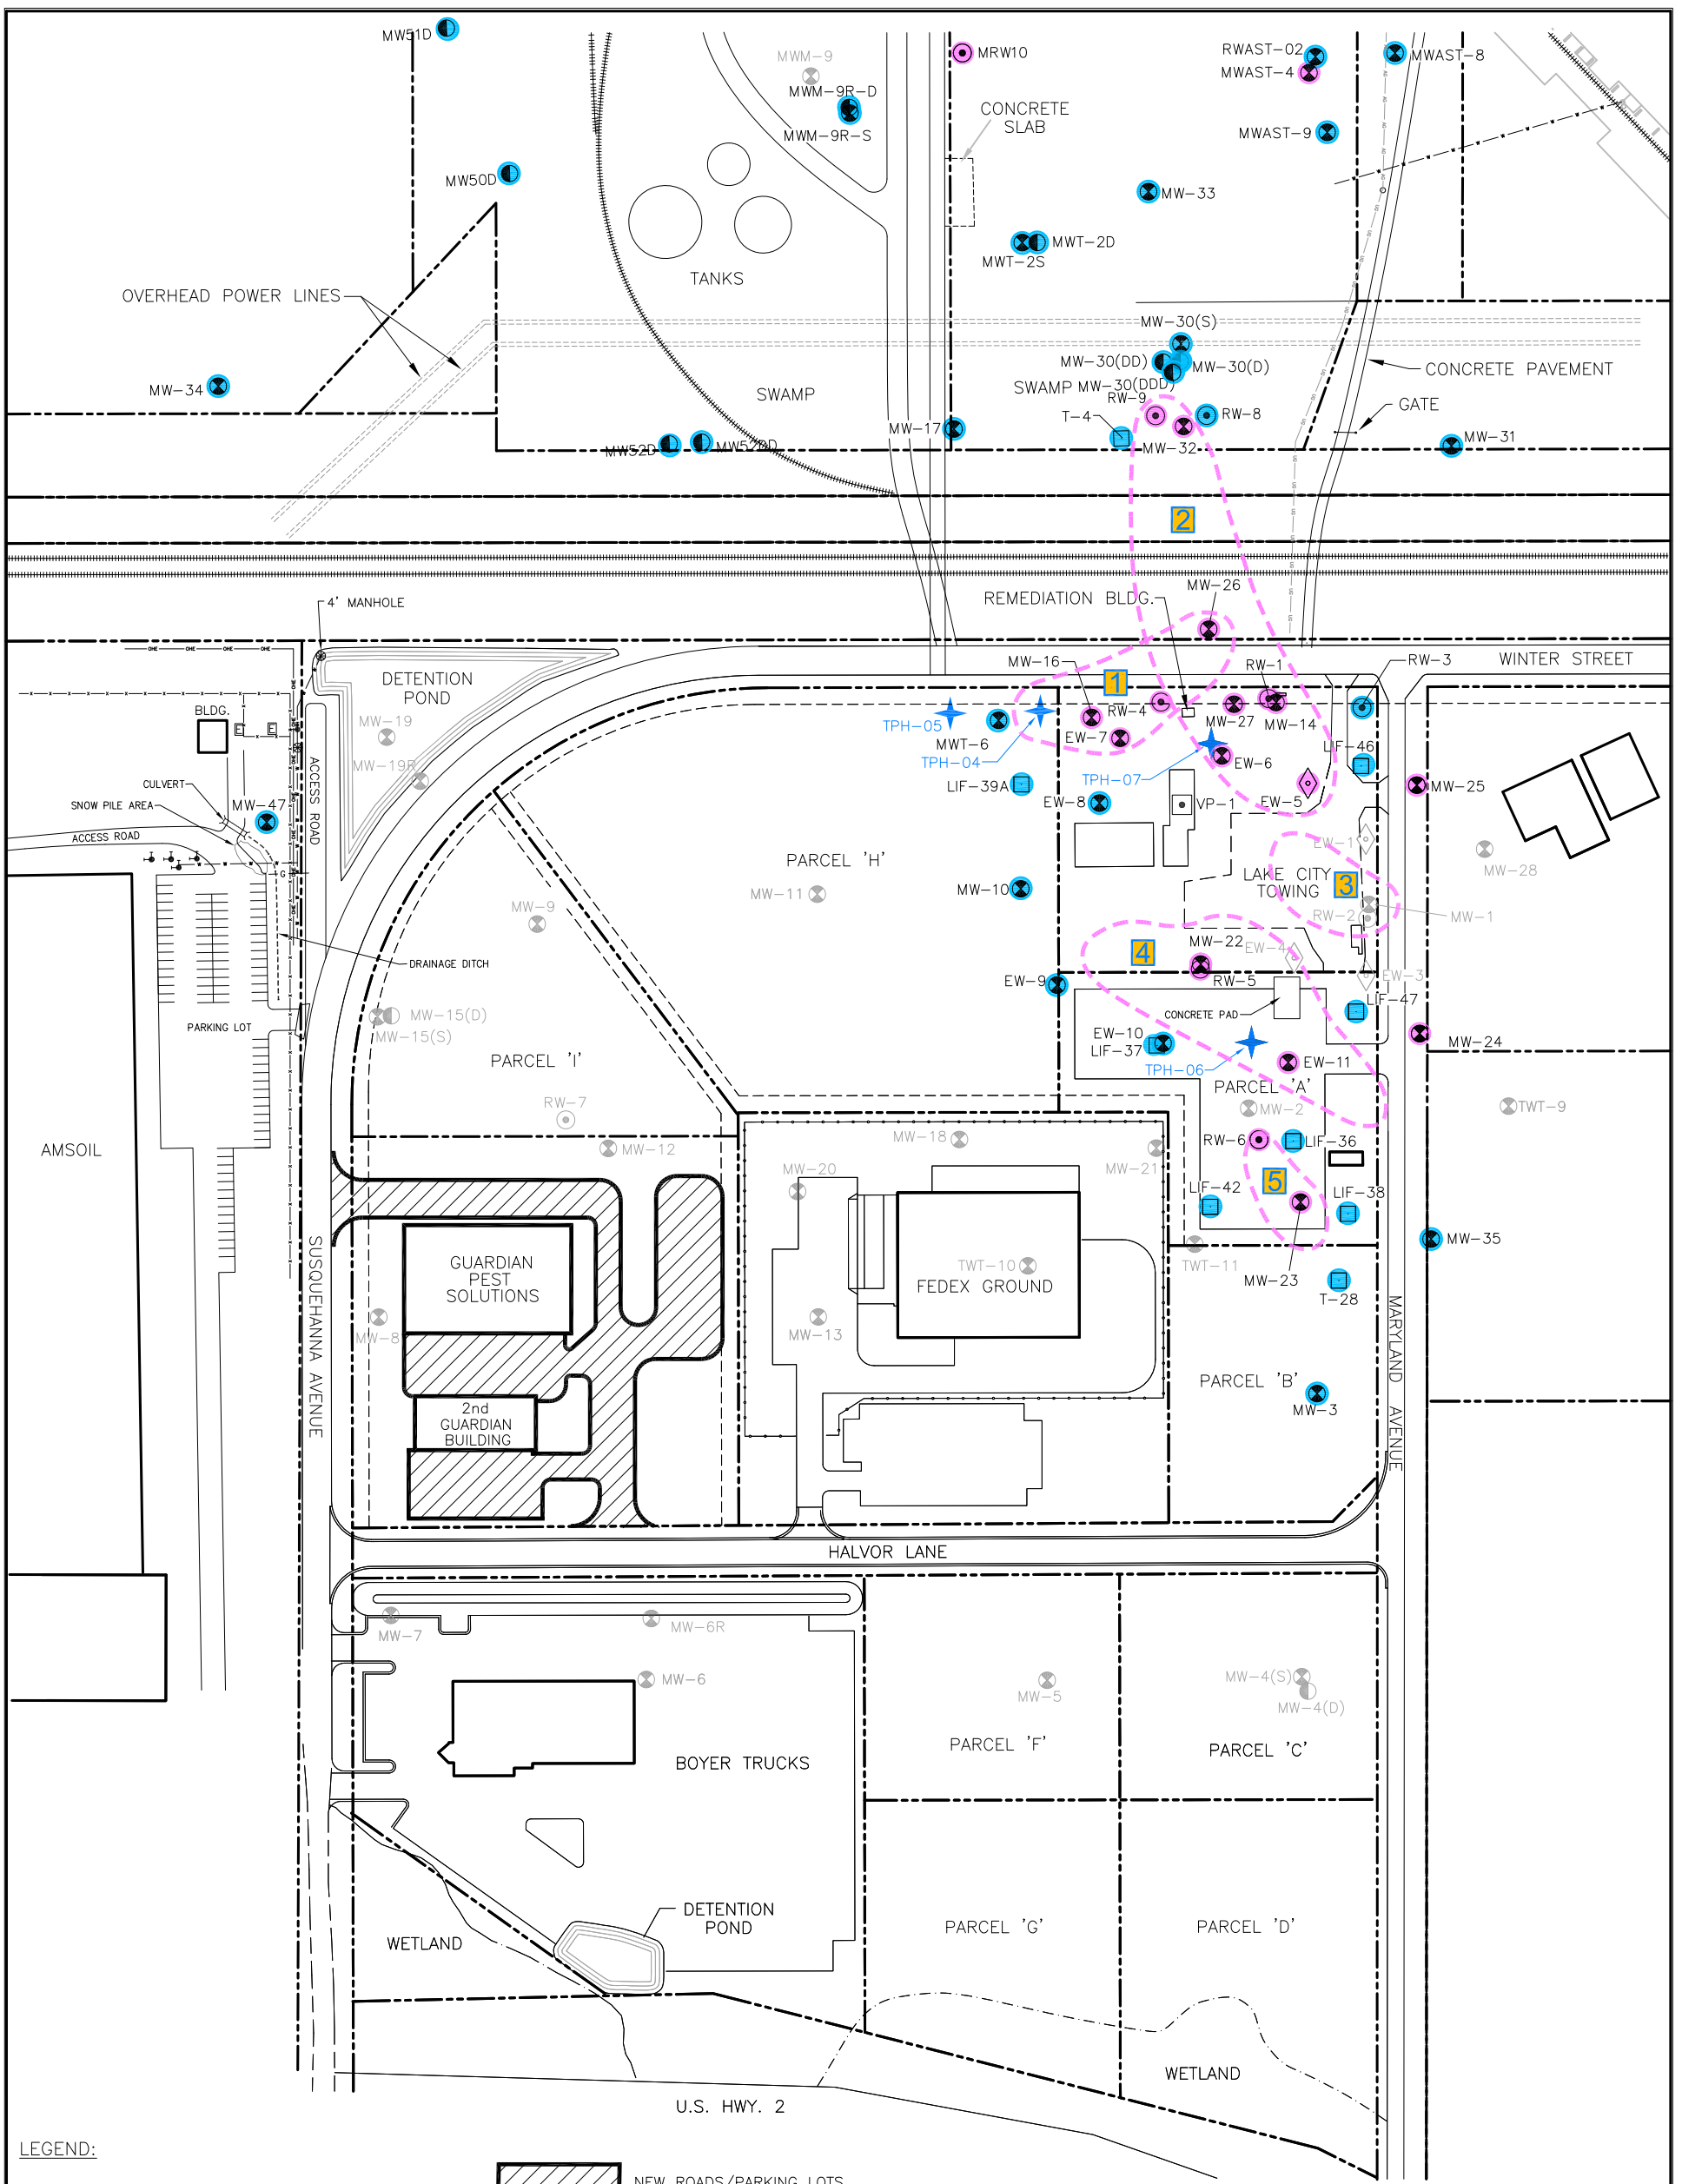 MW51D
MWM-9
MWM-9R-D
MWM-9R-S
MRW10
CONCRETE
SLAB
RWAST-02
MWAST-4
MWAST-8
MWAST-9
MW50D
MW-33
MWT-2D
MWT-2S
TANKS
OVERHEAD POWER LINES
MW-30(S)
MW-30(DD)
MW-30(D)
SWAMP
MW-30(DDD)
CONCRETE PAVEMENT
MW-34
SWAMP
RW-9
T-4
RW-8
GATE
MW-17
MW-32
MW-31
MW52D
MW52DD
2
MW-26
REMEDIATION BLDG.
4' MANHOLE
WINTER STREET
MW-16
RW-1
RW-3
1
DETENTION
POND
BLDG.
MW-19
TPH-05
MWT-6
TPH-04
RW-4
EW-7
MW-27
MW-14
LIF-46
MW-19R
ACCESS ROAD
CULVERT
SNOW PILE AREA
MW-47
ACCESS ROAD
G
LIF-39A
TPH-07
EW-6
EW-5
MW-25
EW-8
VP-1
EW-1
MW-28
PARCEL 'H'
LAKE CITY
TOWING
3
MW-11
MW-10
RW-2
MW-1
MW-9
4
MW-22
EW-4
DRAINAGE DITCH
EW-9
RW-5
EW-3
LIF-47
PARKING LOT
MW-15(D)
MW-15(S)
CONCRETE PAD
EW-10
LIF-37
MW-24
PARCEL 'I'
TPH-06
EW-11
PARCEL 'A'
RW-7
MW-2
TWT-9
AMSOIL
MW-12
MW-18
MW-21
RW-6
LIF-36
MW-20
5
LIF-42
LIF-38
SUSQUEHANNA AVENUE
GUARDIAN
PEST
SOLUTIONS
TWT-10
FEDEX GROUND
TWT-11
MW-35
MW-23
T-28
MW-8
MW-13
MARYLAND AVENUE
PARCEL 'B'
MW-3
2nd
GUARDIAN
BUILDING
HALVOR LANE
MW-7
MW-6R
MW-6
MW-5
MW-4(S)
MW-4(D)
PARCEL 'F'
PARCEL 'C'
BOYER TRUCKS
DETENTION
POND
WETLAND
PARCEL 'G'
PARCEL 'D'
WETLAND
U.S. HWY. 2
LEGEND:
NEW ROADS/PARKING LOTS